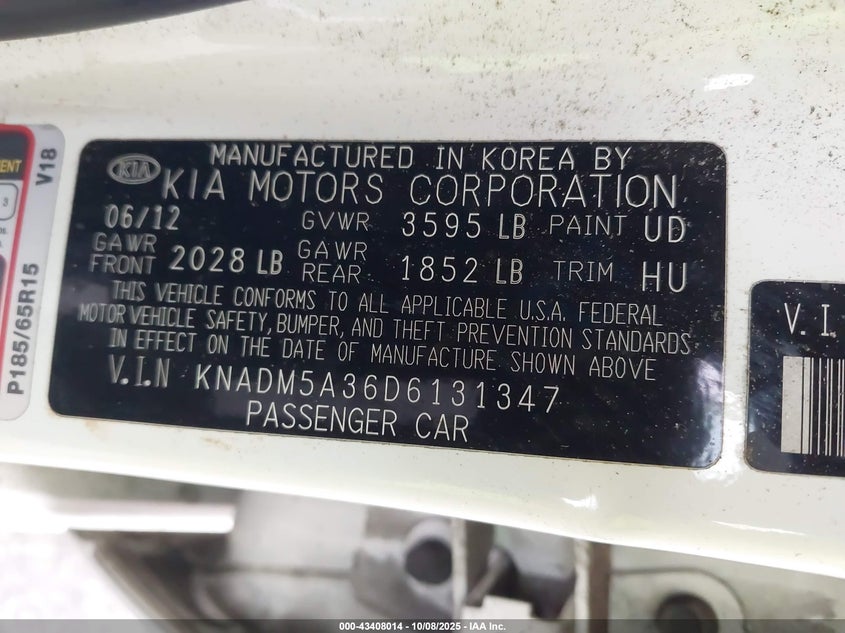 MENT
3
V18
P185/65R15
KIA
MANUFACTURED IN KOREA BY
KIA MOTORS CORPORATION
06/12 GVWR 3595 LB PAINT UD
GAWR FRONT 2028 LB GAWR REAR 1852 LB TRIM HU
THIS VEHICLE CONFORMS TO ALL APPLICABLE U.S.A. FEDERAL
MOTOR VEHICLE SAFETY, BUMPER, AND THEFT PREVENTION STANDARDS
IN EFFECT ON THE DATE OF MANUFACTURE SHOWN ABOVE
V.I.N KNADM5A36D6131347
PASSENGER CAR
V.I.
000-43408014 - 10/08/2025 - IAA Inc.